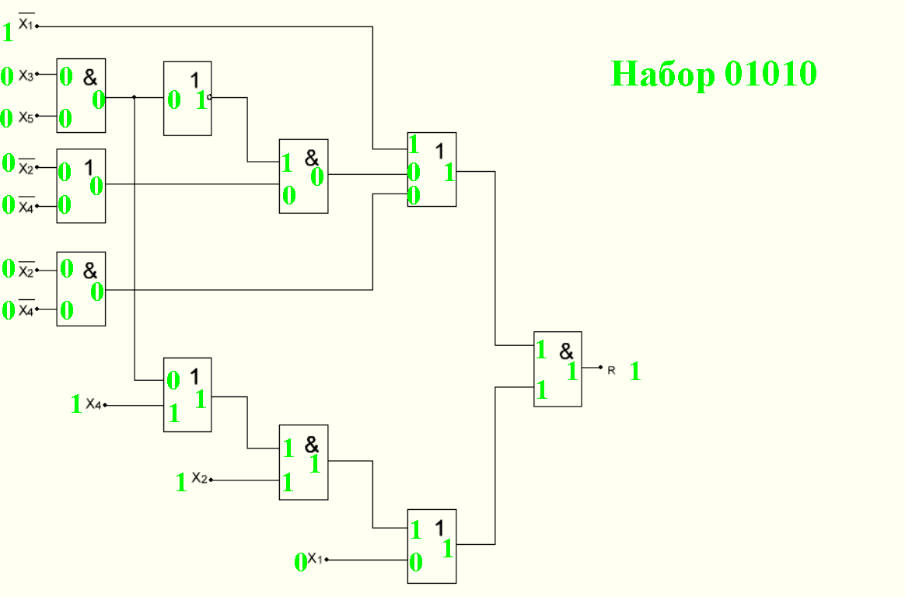 1 X̅1 1
Набор 01010
0 X3 0 & 0
0 X5 0
0 1 1
0 X̅2 0 1 0
0 X̅4 0
1 & 0
0
1 1 1
0
0
0 X̅2 0 & 0
0 X̅4 0
1 & 1 R 1
1
0 1 1
1 X4 1
1 & 1
1 X2 1
1 1 1
0 X1 0